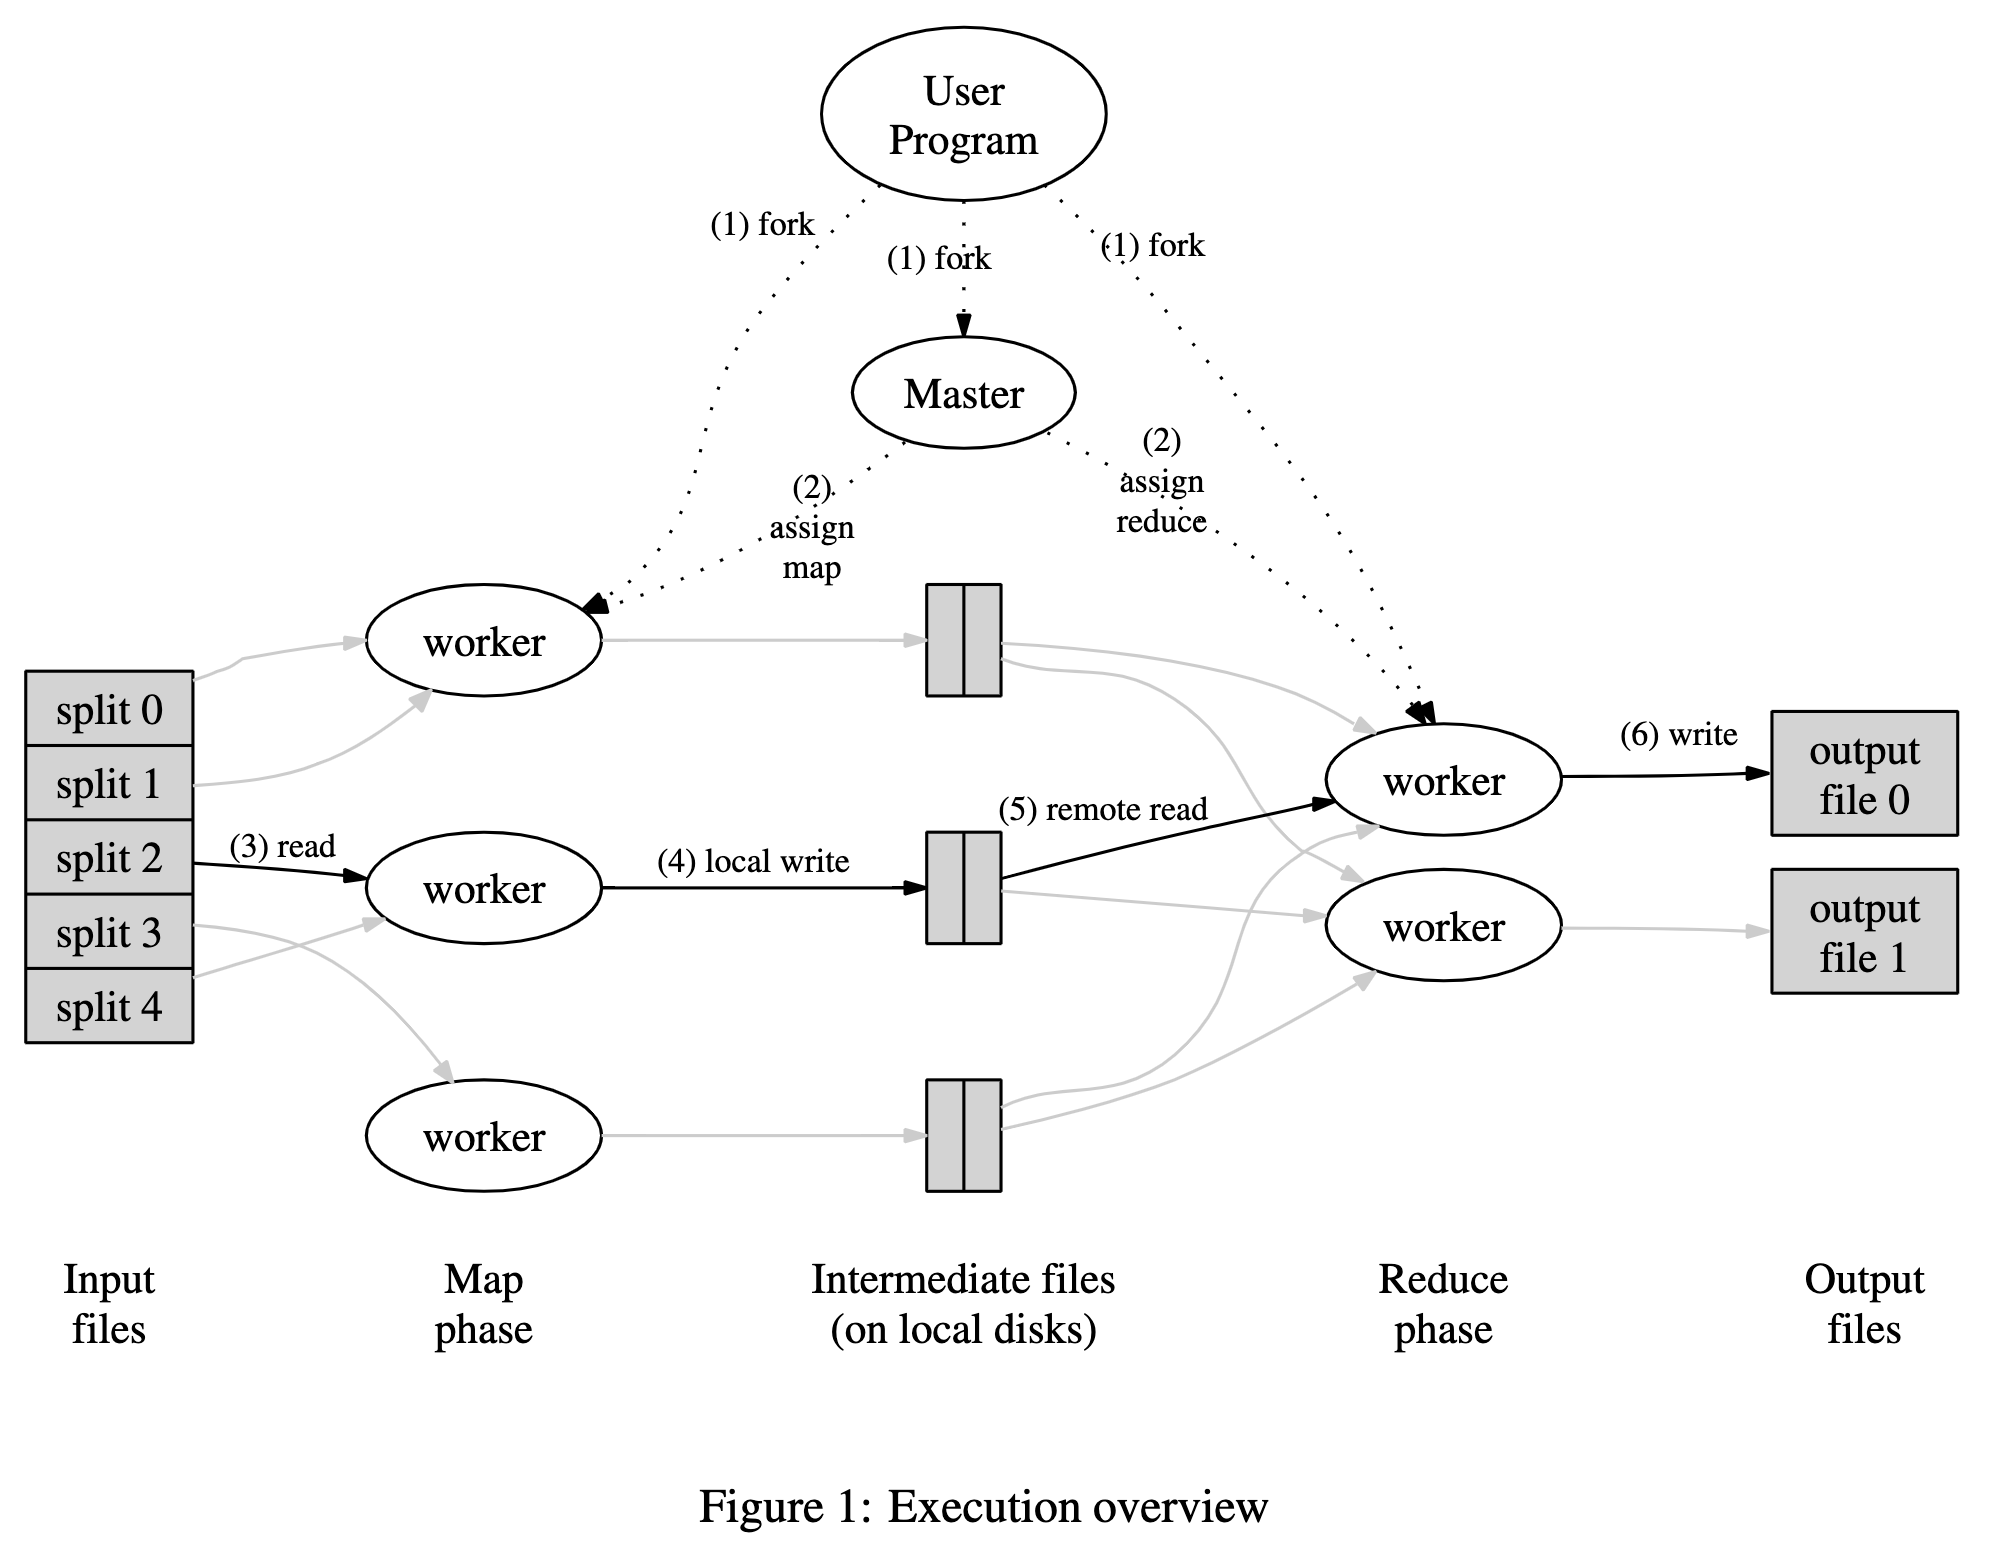 User
Program
(1) fork
(1) fork
(1) fork
Master
(2)
assign
map
(2)
assign
reduce
worker
split 0
split 1
split 2
split 3
split 4
(3) read
worker
(4) local write
(5) remote read
worker
(6) write
output
file 0
worker
output
file 1
worker
Input
files
Map
phase
Intermediate files
(on local disks)
Reduce
phase
Output
files
Figure 1: Execution overview